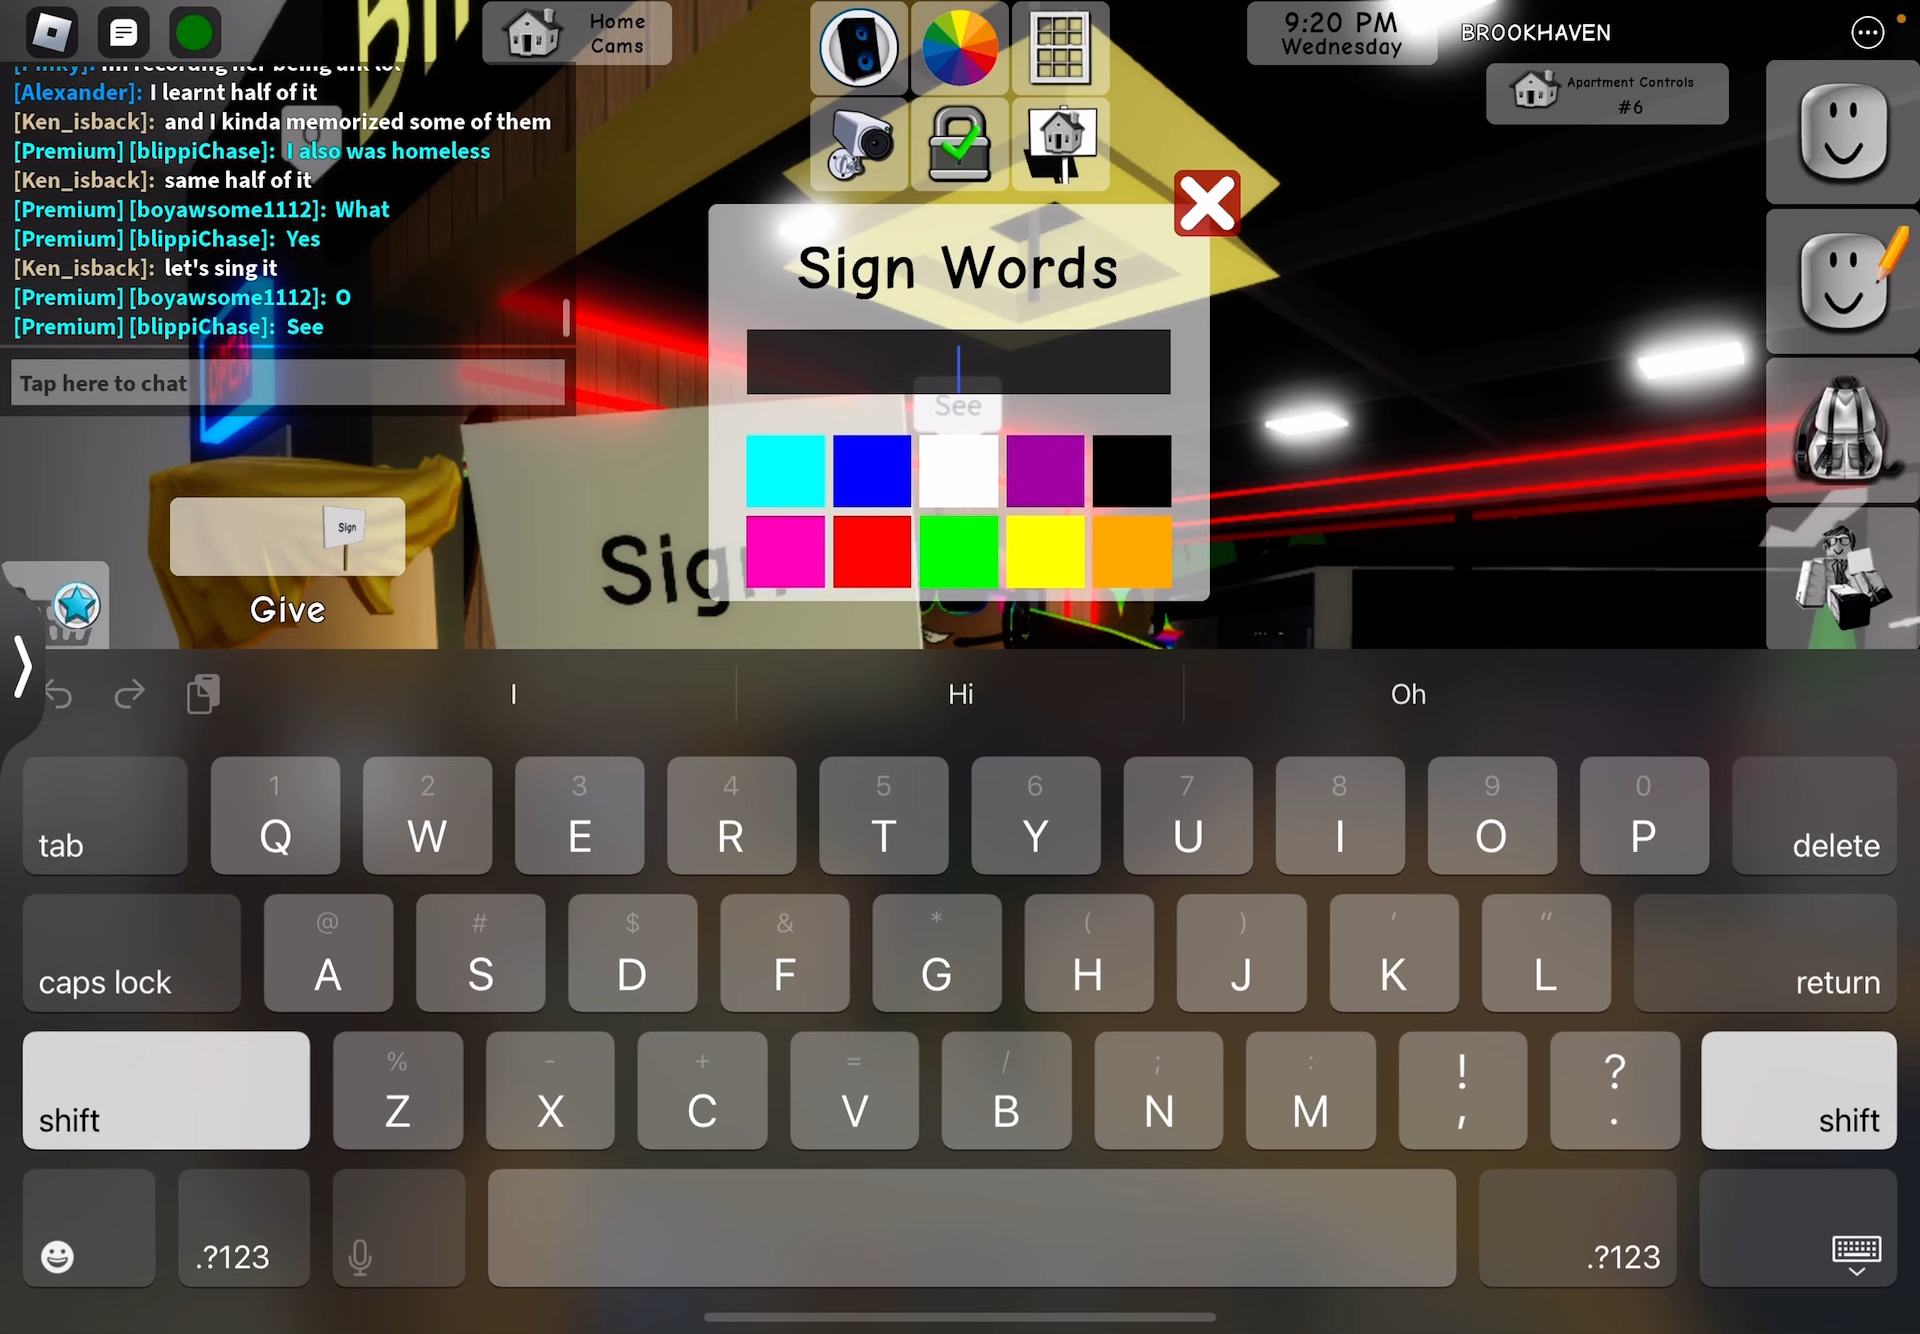 Home
Cams
9:20 PM
Wednesday
BROOKHAVEN
Apartment Controls
#6
[Alexander]: I learnt half of it
[Ken_isback]: and I kinda memorized some of them
[Premium] [blippiChase]: I also was homeless
[Ken_isback]: same half of it
[Premium] [boyawsome1112]: What
[Premium] [blippiChase]: Yes
[Ken_isback]: let's sing it
[Premium] [boyawsome1112]: O
[Premium] [blippiChase]: See
Tap here to chat
OPEN
Sign Words
See
Sign
Sign
Give
I Hi Oh
1 2 3 4 5 6 7 8 9 0
tab Q W E R T Y U I O P delete
@ # $ & * ( ) ' "
caps lock A S D F G H J K L return
% - + = / ; : ! ?
shift Z X C V B N M , . shift
.?123 .?123